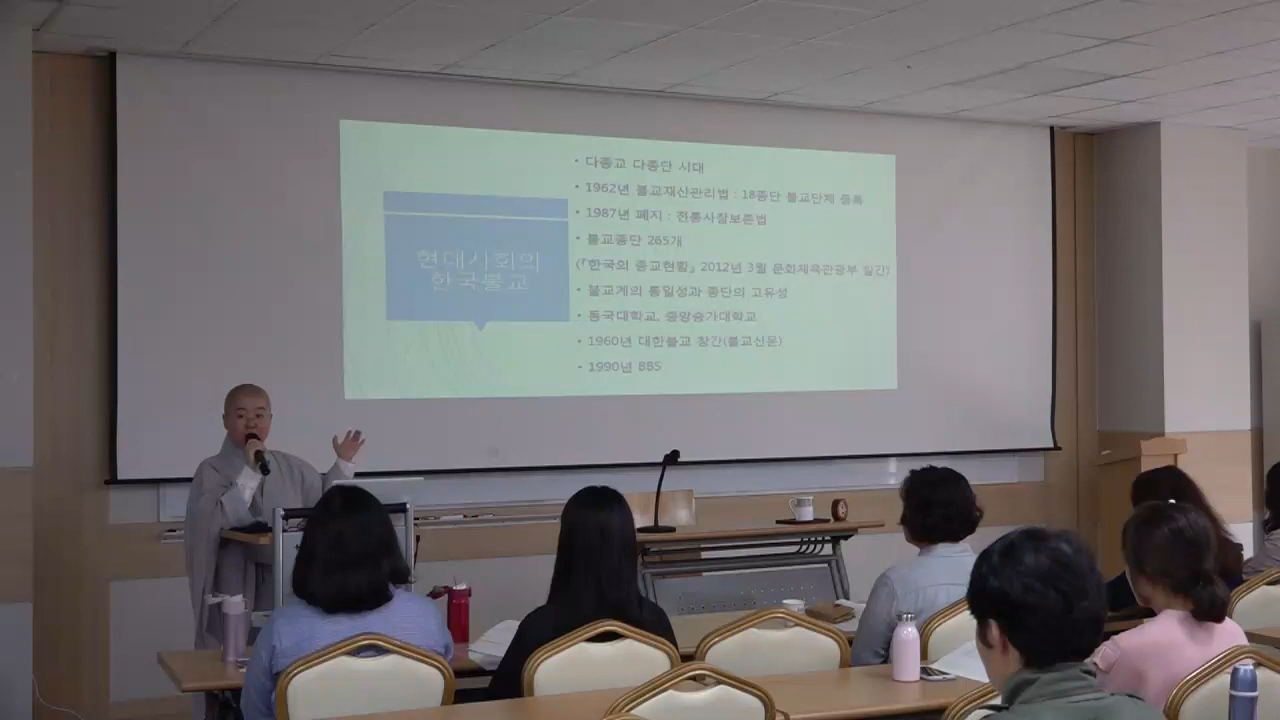 현대사회의
한국불교
• 다종교 다종단 시대
• 1962년 불교재산관리법 : 18종단 불교단체 등록
• 1987년 폐지 : 전통사찰보존법
• 불교종단 265개
(「한국의 종교현황」 2012년 3월 문화체육관광부 발간)
• 불교계의 통일성과 종단의 고유성
• 동국대학교, 중앙승가대학교
• 1960년 대한불교 창간(불교신문)
• 1990년 BBS